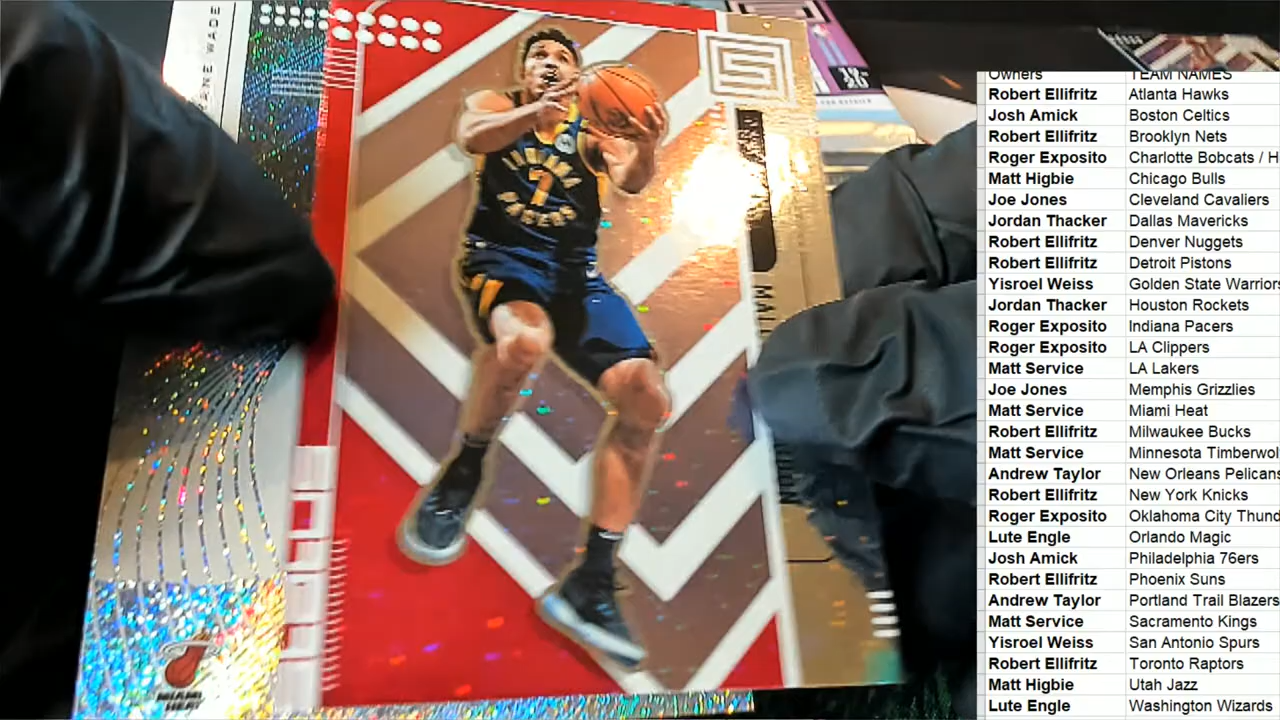 NE WADE
INDIANA
7
PACERS
MIAMI
HEAT
Owners TEAM NAMES
Robert Ellifritz Atlanta Hawks
Josh Amick Boston Celtics
Robert Ellifritz Brooklyn Nets
Roger Exposito Charlotte Bobcats / H
Matt Higbie Chicago Bulls
Joe Jones Cleveland Cavaliers
Jordan Thacker Dallas Mavericks
Robert Ellifritz Denver Nuggets
Robert Ellifritz Detroit Pistons
Yisroel Weiss Golden State Warriors
Jordan Thacker Houston Rockets
Roger Exposito Indiana Pacers
Roger Exposito LA Clippers
Matt Service LA Lakers
Joe Jones Memphis Grizzlies
Matt Service Miami Heat
Robert Ellifritz Milwaukee Bucks
Matt Service Minnesota Timberwol
Andrew Taylor New Orleans Pelicans
Robert Ellifritz New York Knicks
Roger Exposito Oklahoma City Thund
Lute Engle Orlando Magic
Josh Amick Philadelphia 76ers
Robert Ellifritz Phoenix Suns
Andrew Taylor Portland Trail Blazers
Matt Service Sacramento Kings
Yisroel Weiss San Antonio Spurs
Robert Ellifritz Toronto Raptors
Matt Higbie Utah Jazz
Lute Engle Washington Wizards